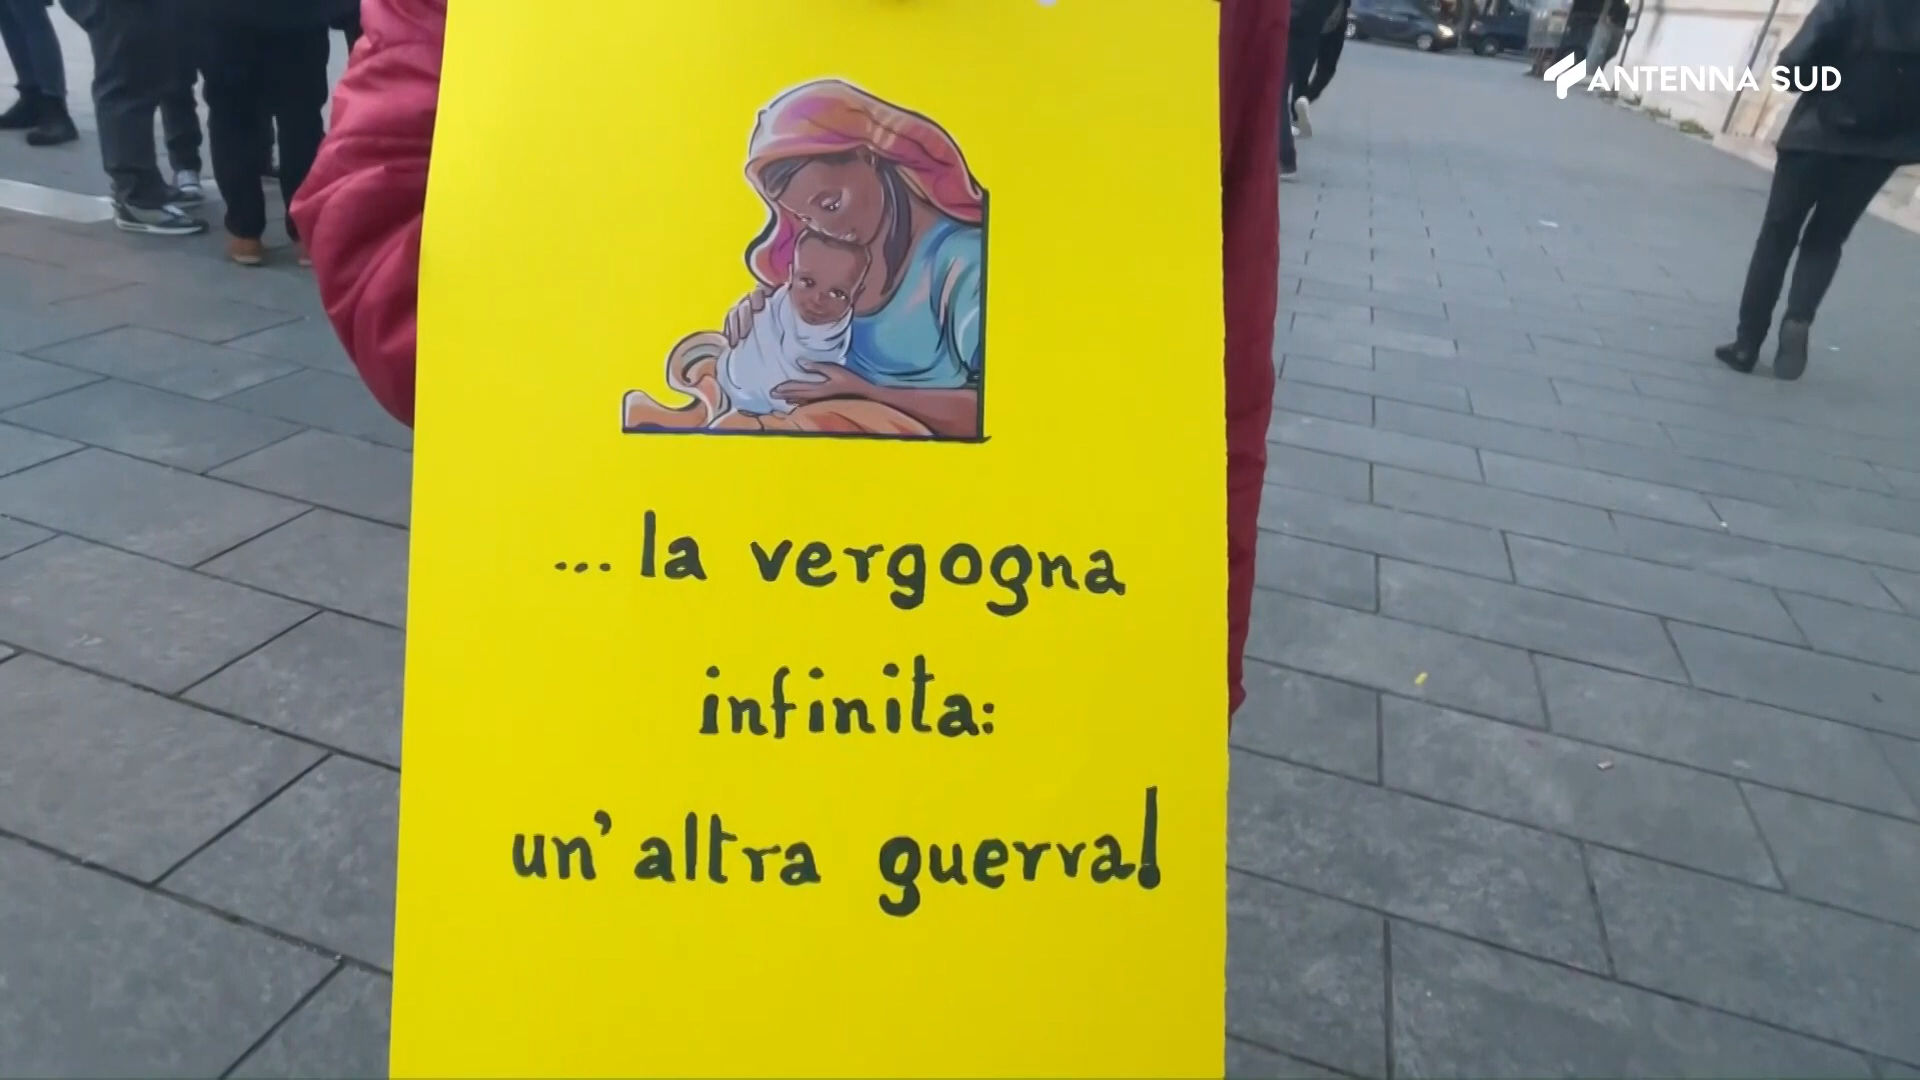 ANTENNA SUD
... la vergogna
infinita:
un' altra guerra!